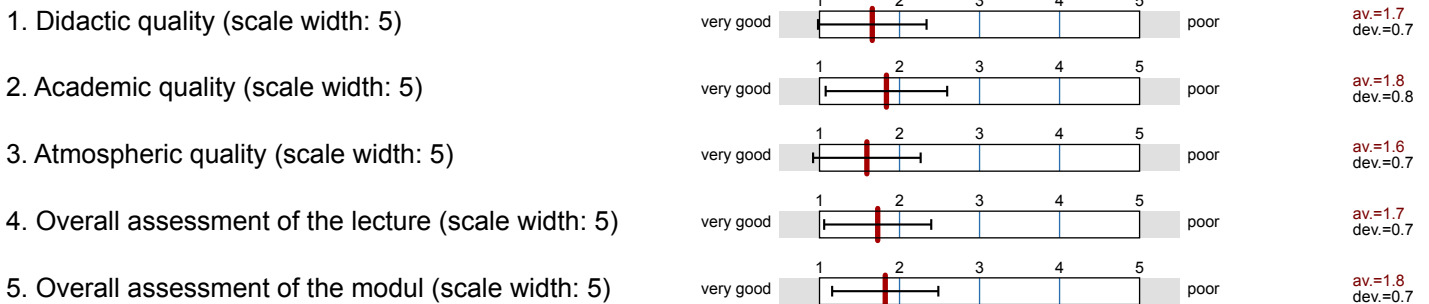 1 2 3 4 5
1. Didactic quality (scale width: 5) very good poor av.=1.7
dev.=0.7
1 2 3 4 5
2. Academic quality (scale width: 5) very good poor av.=1.8
dev.=0.8
1 2 3 4 5
3. Atmospheric quality (scale width: 5) very good poor av.=1.6
dev.=0.7
1 2 3 4 5
4. Overall assessment of the lecture (scale width: 5) very good poor av.=1.7
dev.=0.7
1 2 3 4 5
5. Overall assessment of the modul (scale width: 5) very good poor av.=1.8
dev.=0.7